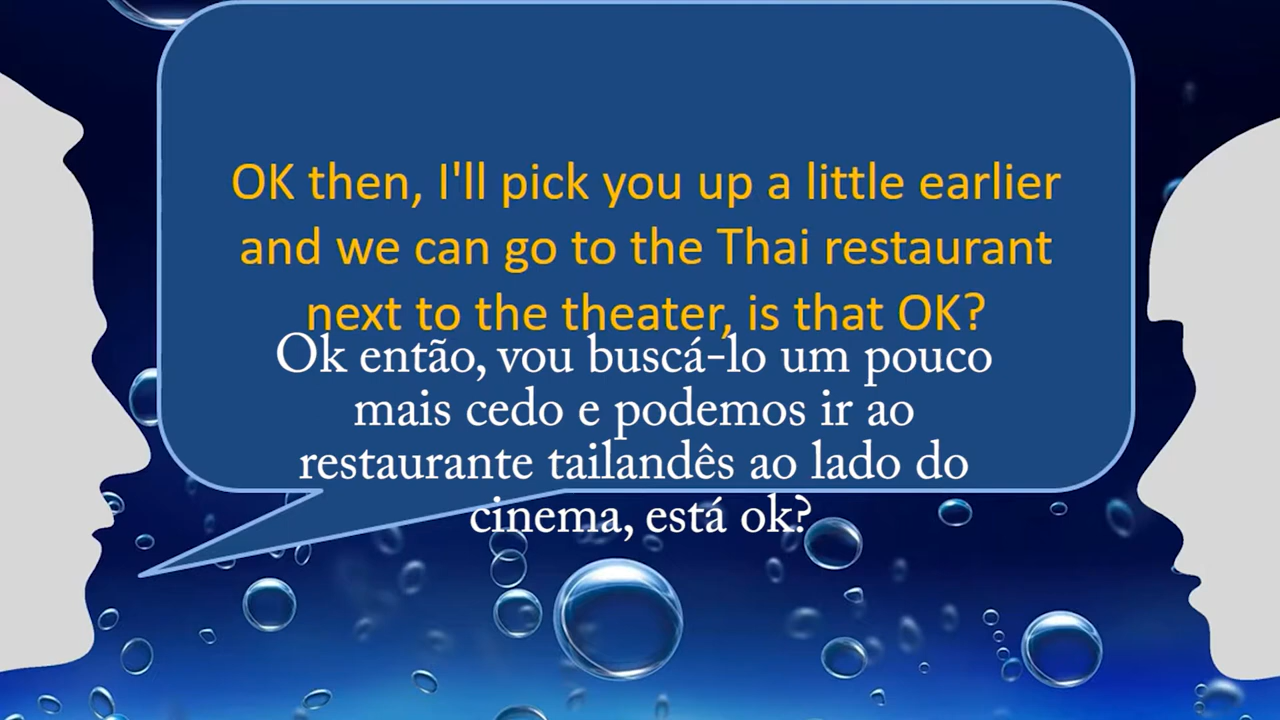 OK then, I'll pick you up a little earlier
and we can go to the Thai restaurant
next to the theater, is that OK?
Ok então, vou buscá-lo um pouco
mais cedo e podemos ir ao
restaurante tailandês ao lado do
cinema, está ok?